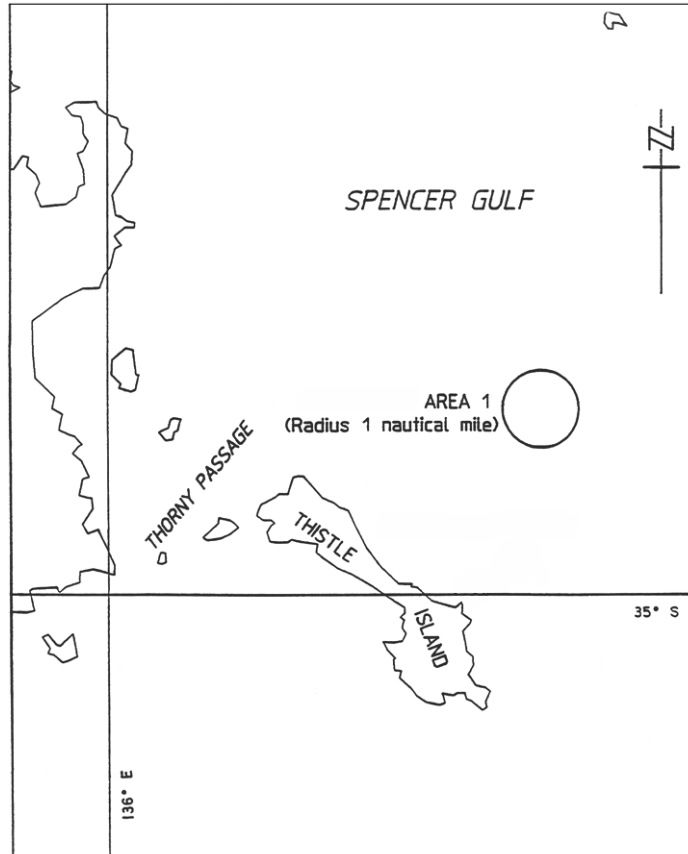 N
SPENCER GULF
AREA 1
(Radius 1 nautical mile)
THORNY PASSAGE
THISTLE
ISLAND
35° S
136° E